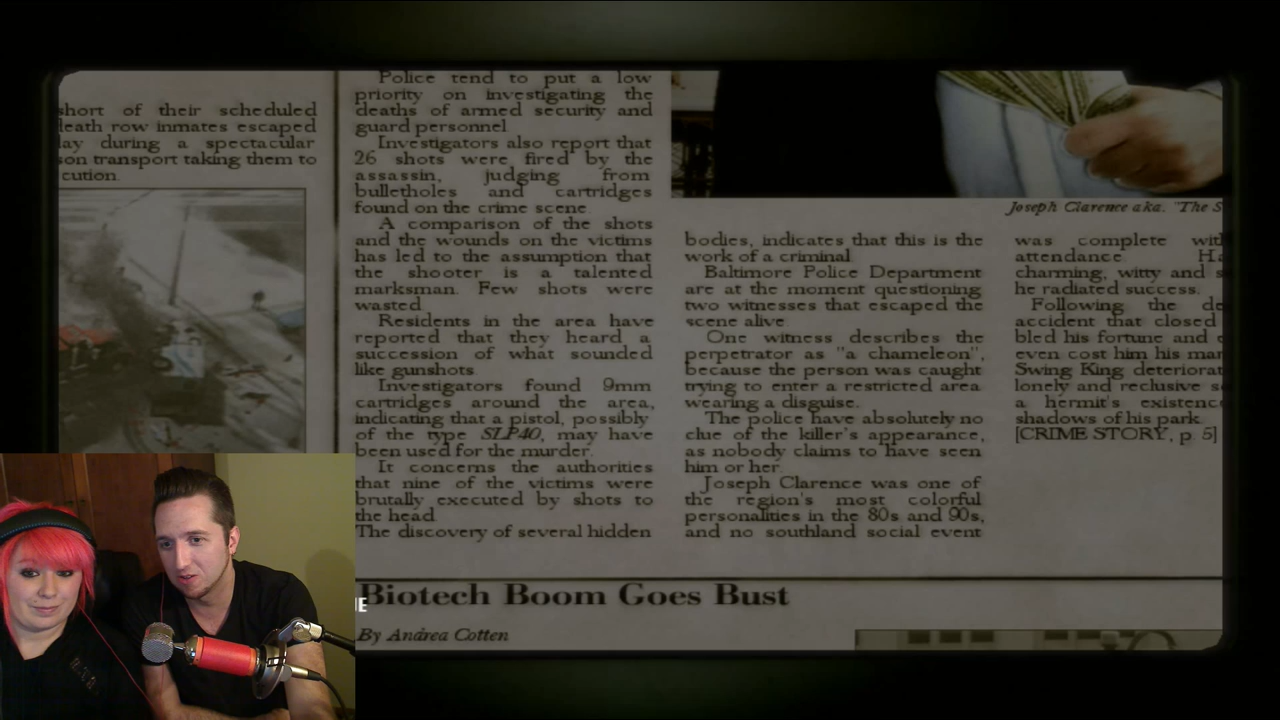 short of their scheduled
death row inmates escaped
during a spectacular
transport taking them to
Police tend to put a low
priority on investigating the
deaths of armed security and
guard personnel
Investigators also report that
26 shots were fired by the
assassin, judging from
bulletholes and cartridges
found on the crime scene.
A comparison of the shots
and the wounds on the victims
has led to the assumption that
the shooter is a talented
marksman. Few shots were
wasted.
Residents in the area have
reported that they heard a
succession of what sounded
like gunshots.
Investigators found 9mm
cartridges around the area,
indicating that a pistol, possibly
of the type SLP40, may have
been used for the murder.
It concerns the authorities
that nine of the victims were
brutally executed by shots to
the head.
The discovery of several hidden
Joseph Clarence aka. "The S
bodies, indicates that this is the
work of a criminal.
Baltimore Police Department
are at the moment questioning
two witnesses that escaped the
scene alive.
One witness describes the
perpetrator as "a chameleon",
because the person was caught
trying to enter a restricted area
wearing a disguise.
The police have absolutely no
clue of the killer's appearance,
as nobody claims to have seen
him or her.
Joseph Clarence was one of
the region's most colorful
personalities in the 80s and 90s,
and no southland social event
was complete
attendance.
charming, witty and
he radiated success.
Following the
accident that closed
bled his fortune and
even cost him his
Swing King
lonely and reclusive
a hermit's existence
shadows of his park.
[CRIME STORY, p. 5]
Biotech Boom Goes Bust
By Andrea Cotten